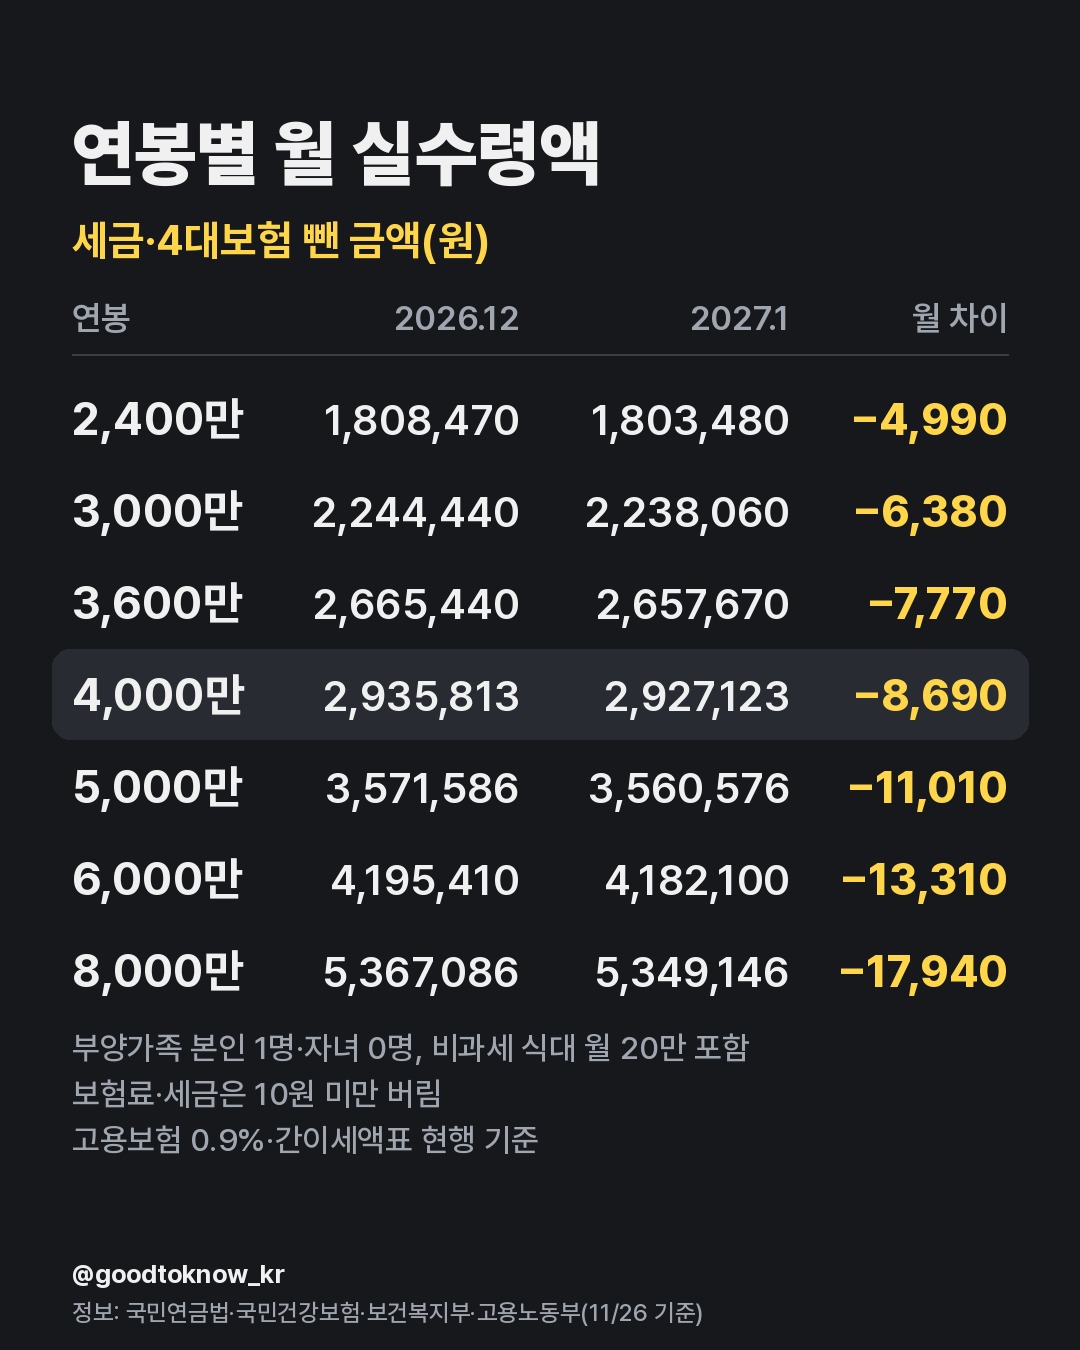 연봉별 월 실수령액
세금·4대보험 뺀 금액(원)
연봉 2026.12 2027.1 월 차이
2,400만 1,808,470 1,803,480 −4,990
3,000만 2,244,440 2,238,060 −6,380
3,600만 2,665,440 2,657,670 −7,770
4,000만 2,935,813 2,927,123 −8,690
5,000만 3,571,586 3,560,576 −11,010
6,000만 4,195,410 4,182,100 −13,310
8,000만 5,367,086 5,349,146 −17,940
부양가족 본인 1명·자녀 0명, 비과세 식대 월 20만 포함
보험료·세금은 10원 미만 버림
고용보험 0.9%·간이세액표 현행 기준
@goodtoknow_kr
정보: 국민연금법·국민건강보험·보건복지부·고용노동부(11/26 기준)